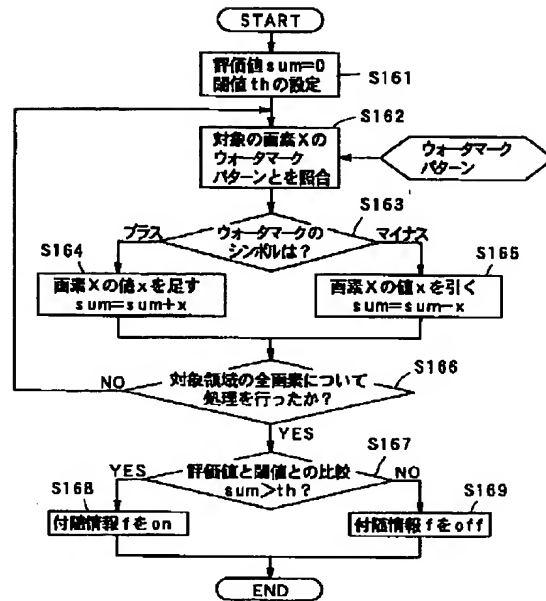 START
評価値sum=0
閾値thの設定
S161
S162
対象の画素Xの
ウォータマーク
パターンとを照合
ウォータマーク
パターン
S163
プラス
ウォータマークの
シンボルは?
マイナス
S164
画素Xの値xを足す
sum=sum+x
S165
画素Xの値xを引く
sum=sum-x
S166
NO
対象領域の全画素について
処理を行ったか?
YES
S167
YES
評価値と閾値との比較
sum>th?
NO
S168
付随情報fをon
S169
付随情報fをoff
END